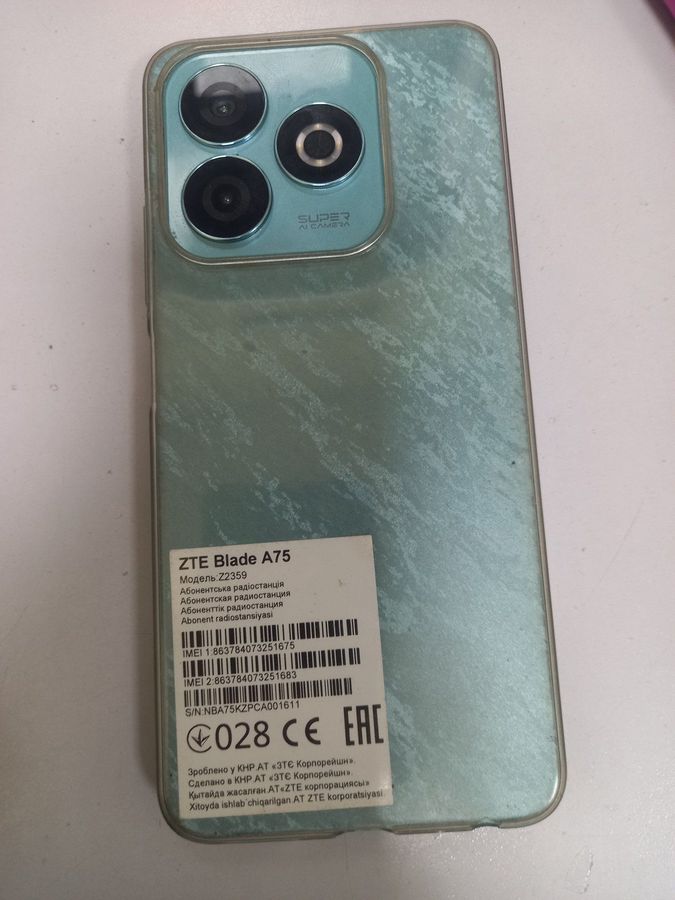 SUPER
AI CAMERA
ZTE Blade A75
Модель:Z2359
Абонентська радіостанція
Абонентская радиостанция
Абоненттік радиостанция
Abonent radiostansiyasi
IMEI 1:863784073251675
IMEI 2:863784073251683
S/N:NBA75KZPCA001611
028 CE EAC
Зроблено у КНР.АТ «ЗТЄ Корпорейшн».
Сделано в КНР.АТ «ЗТЄ Корпорейшн».
Қытайда жасалған.АТ«ZTE корпорациясы»
Xitoyda ishlab chiqarilgan.AT ZTE korporatsiyasi